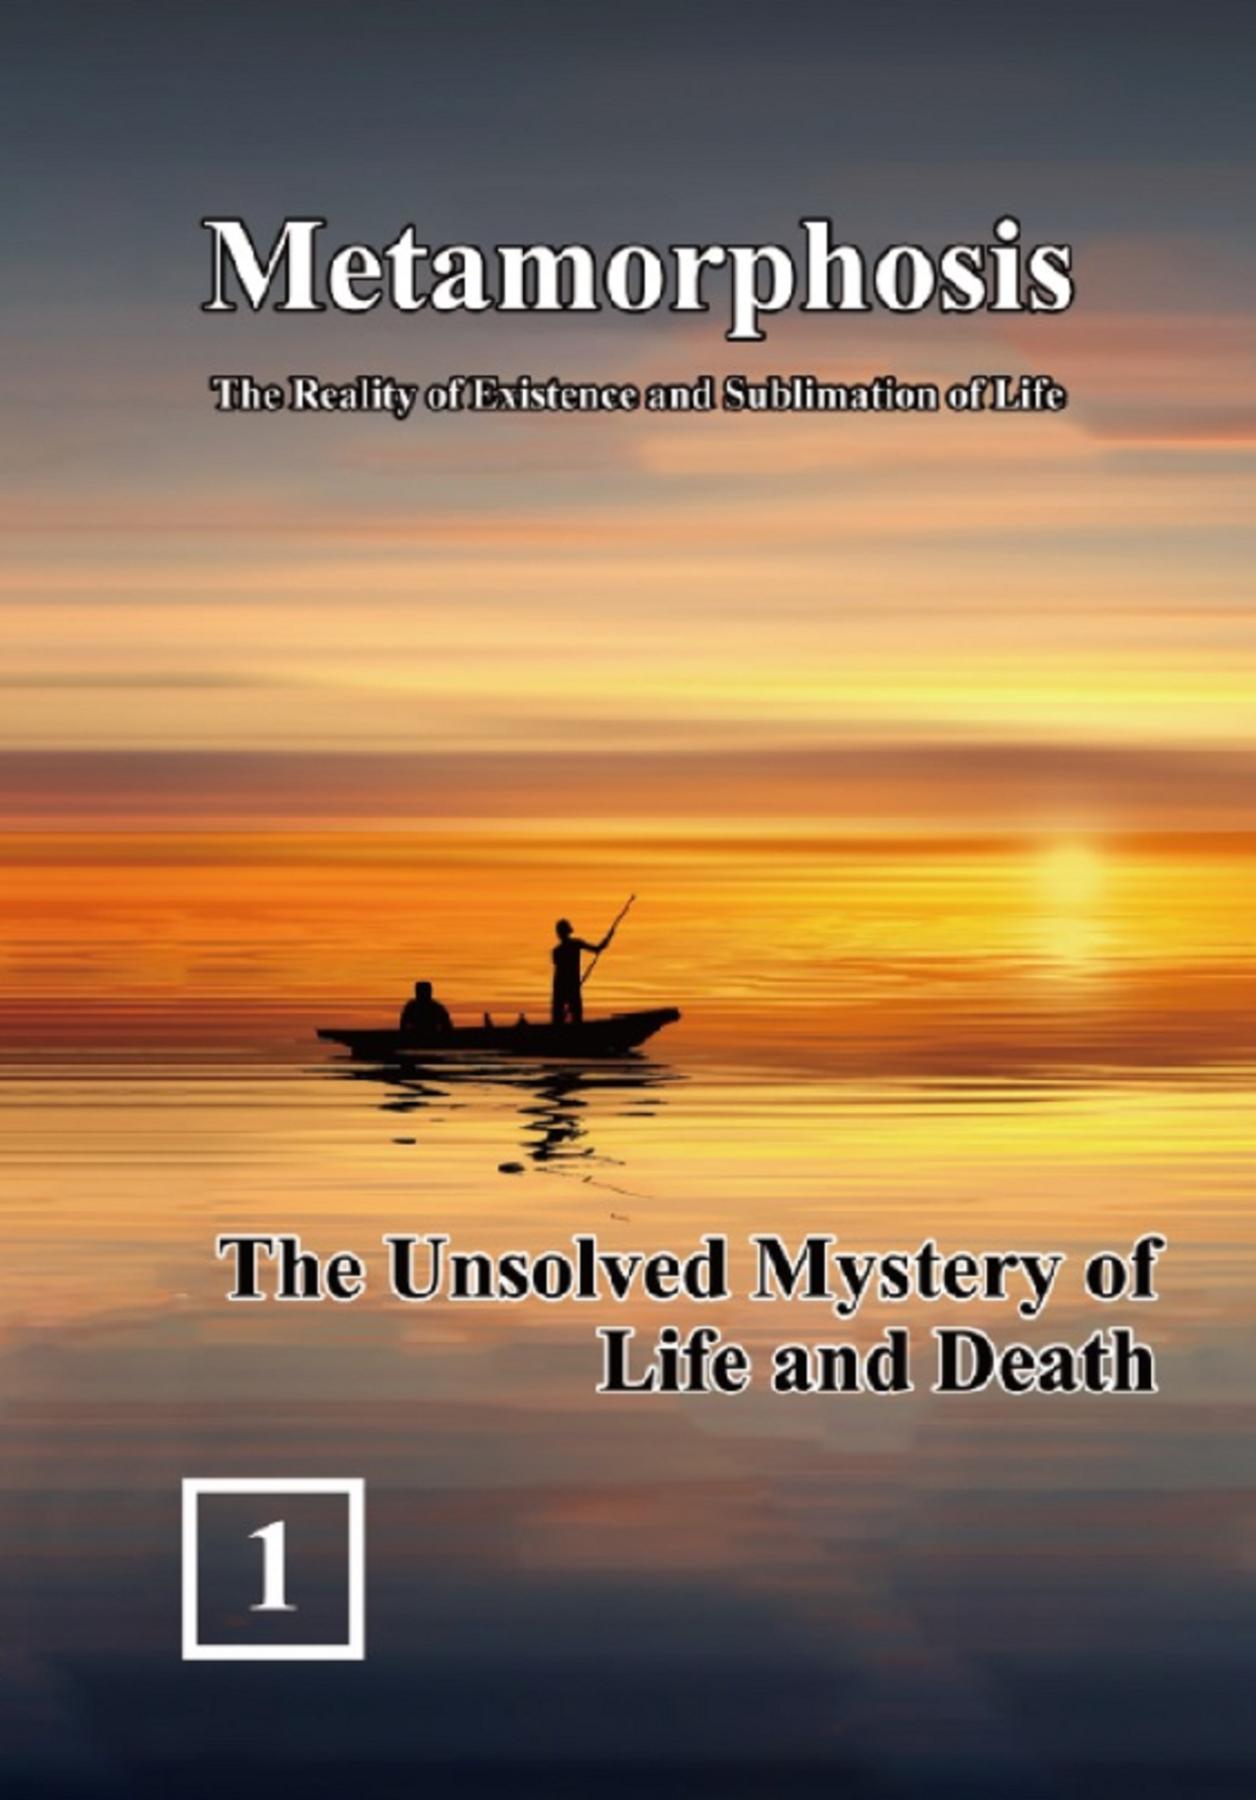 Metamorphosis
The Reality of Existence and Sublimation of Life
The Unsolved Mystery of
Life and Death
1